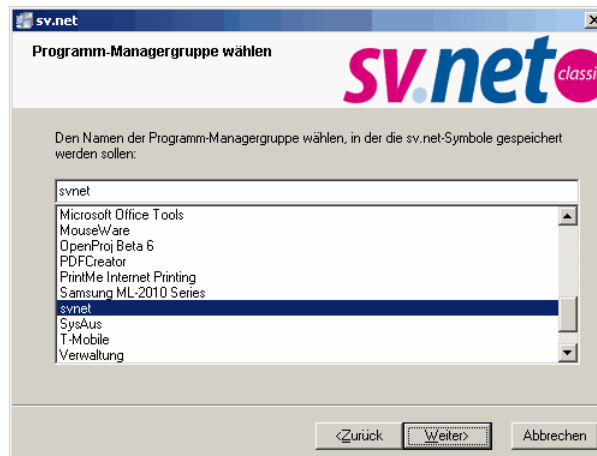 sv.net
Programm-Managergruppe wählen
sv.net classic
Den Namen der Programm-Managergruppe wählen, in der die sv.net-Symbole gespeichert
werden sollen:
svnet
Microsoft Office Tools
MouseWare
OpenProj Beta 6
PDFCreator
PrintMe Internet Printing
Samsung ML-2010 Series
svnet
SysAus
T-Mobile
Verwaltung
<Zurück
Weiter>
Abbrechen